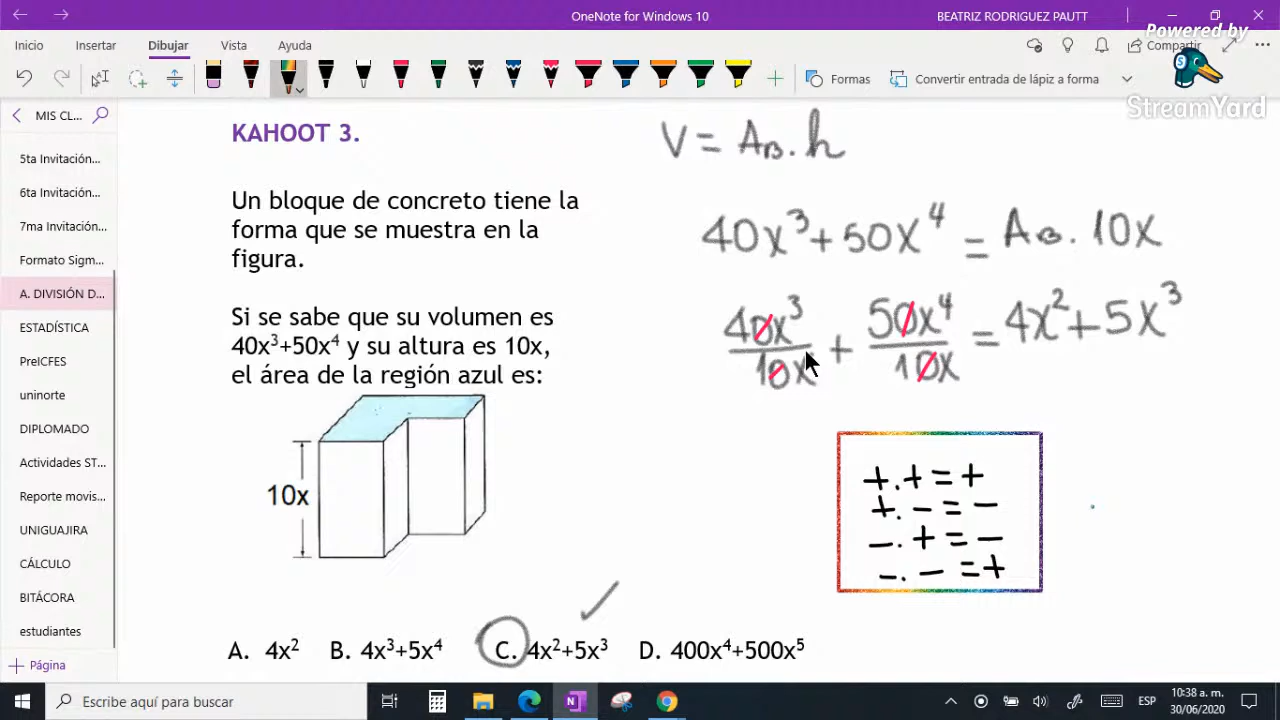 OneNote for Windows 10
BEATRIZ RODRIGUEZ PAUTT
Powered by
StreamYard
Inicio Insertar Dibujar Vista Ayuda
Compartir
Formas Convertir entrada de lápiz a forma
MIS CL...
5ta Invitación...
6ta Invitación...
7ma Invitación...
Formato Sigm...
A. DIVISIÓN D...
ESTADÍSTICA
PreICFES
uninorte
DIPLOMADO
Actividades ST...
Reporte movis...
UNIGUAJIRA
CÁLCULO
BITÁCORA
estudiantes
Página
KAHOOT 3.
Un bloque de concreto tiene la
forma que se muestra en la
figura.
Si se sabe que su volumen es
40x³+50x⁴ y su altura es 10x,
el área de la región azul es:
10x
A. 4x² B. 4x³+5x⁴ C. 4x²+5x³ D. 400x⁴+500x⁵
V = AB . h
40x³ + 50x⁴ = AB . 10x
40x³/10x + 50x⁴/10x = 4x² + 5x³
+ . + = +
+ . − = −
− . + = −
− . − = +
Escribe aquí para buscar
ESP
10:38 a. m.
30/06/2020